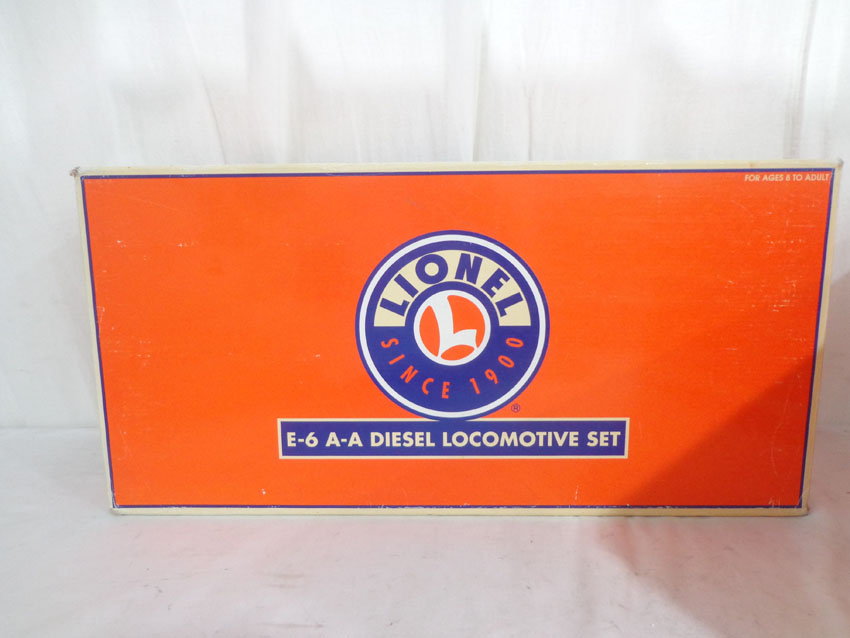 FOR AGES 8 TO ADULT
LIONEL
L
SINCE 1900
®
E-6 A-A DIESEL LOCOMOTIVE SET